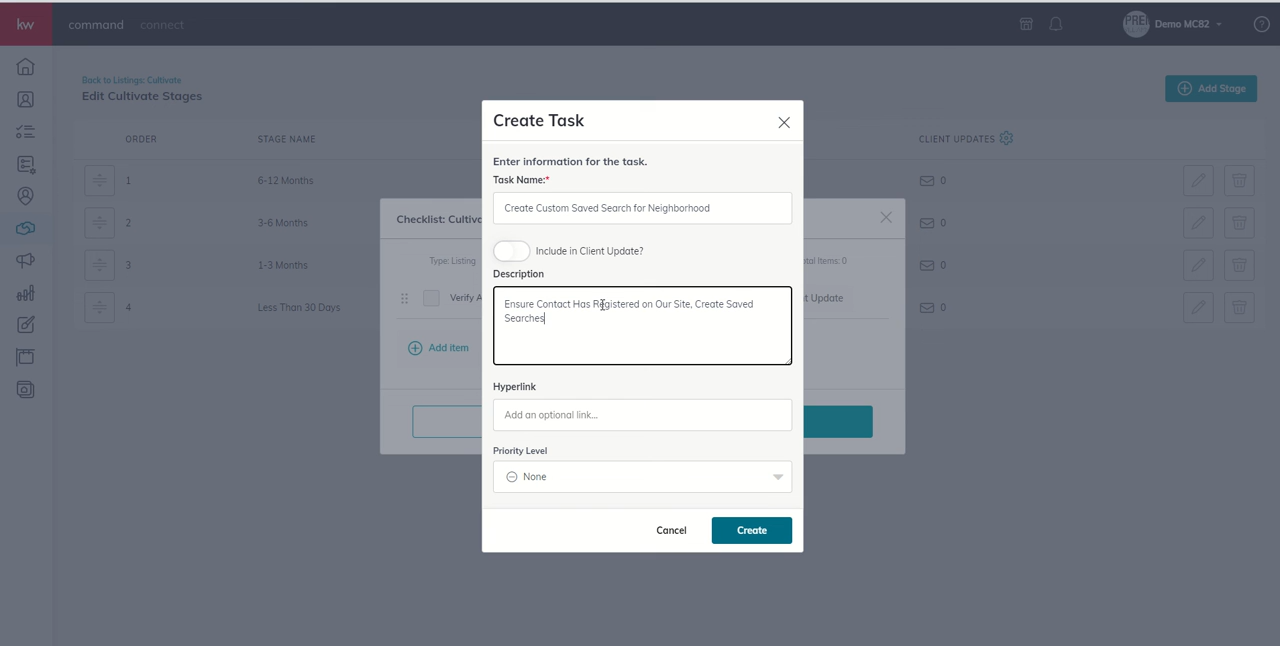 kw
command
connect
PREP
Demo MC82
?
Back to Listings: Cultivate
Edit Cultivate Stages
Add Stage
ORDER
STAGE NAME
CLIENT UPDATES
1
6-12 Months
0
2
3-6 Months
0
3
1-3 Months
0
4
Less Than 30 Days
0
Checklist:
Type: Listing
Items: 0
Verify
Update
Add item
Create Task
Enter information for the task.
Task Name:*
Create Custom Saved Search for Neighborhood
Include in Client Update?
Description
Ensure Contact Has Registered on Our Site, Create Saved
Searches
Hyperlink
Add an optional link...
Priority Level
None
Cancel
Create